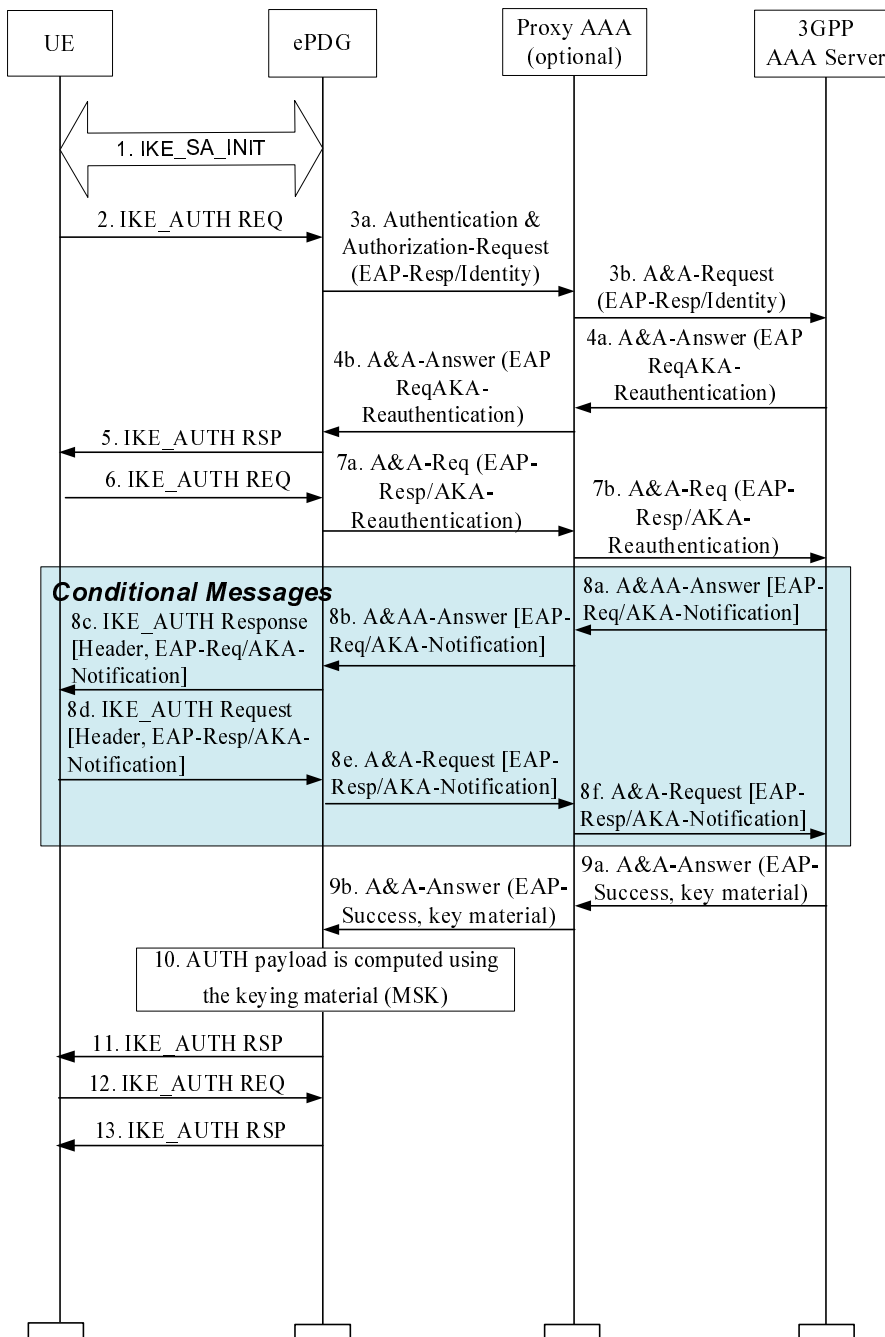 UE
ePDG
Proxy AAA
(optional)
3GPP
AAA Server
1. IKE_SA_INIT
2. IKE_AUTH REQ
3a. Authentication &
Authorization-Request
(EAP-Resp/Identity)
3b. A&A-Request
(EAP-Resp/Identity)
4a. A&A-Answer (EAP
ReqAKA-
Reauthentication)
4b. A&A-Answer (EAP
ReqAKA-
Reauthentication)
5. IKE_AUTH RSP
6. IKE_AUTH REQ
7a. A&A-Req (EAP-
Resp/AKA-
Reauthentication)
7b. A&A-Req (EAP-
Resp/AKA-
Reauthentication)
Conditional Messages
8a. A&AA-Answer [EAP-
Req/AKA-Notification]
8b. A&AA-Answer [EAP-
Req/AKA-Notification]
8c. IKE_AUTH Response
[Header, EAP-Req/AKA-
Notification]
8d. IKE_AUTH Request
[Header, EAP-Resp/AKA-
Notification]
8e. A&A-Request [EAP-
Resp/AKA-Notification]
8f. A&A-Request [EAP-
Resp/AKA-Notification]
9a. A&A-Answer (EAP-
Success, key material)
9b. A&A-Answer (EAP-
Success, key material)
10. AUTH payload is computed using
the keying material (MSK)
11. IKE_AUTH RSP
12. IKE_AUTH REQ
13. IKE_AUTH RSP